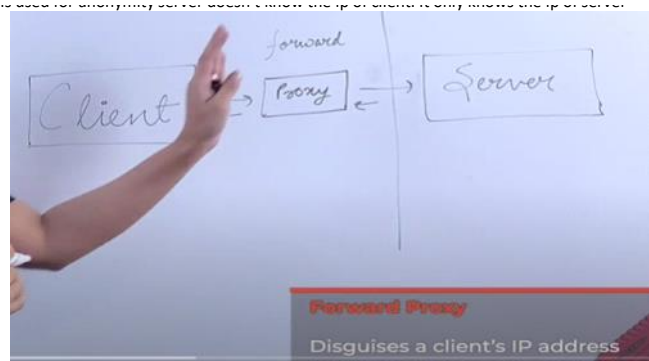 is used for anonymity server doesn't know the ip of client. it only knows the ip of server
forward
Client
Proxy
Server
Forward Proxy
Disguises a client's IP address